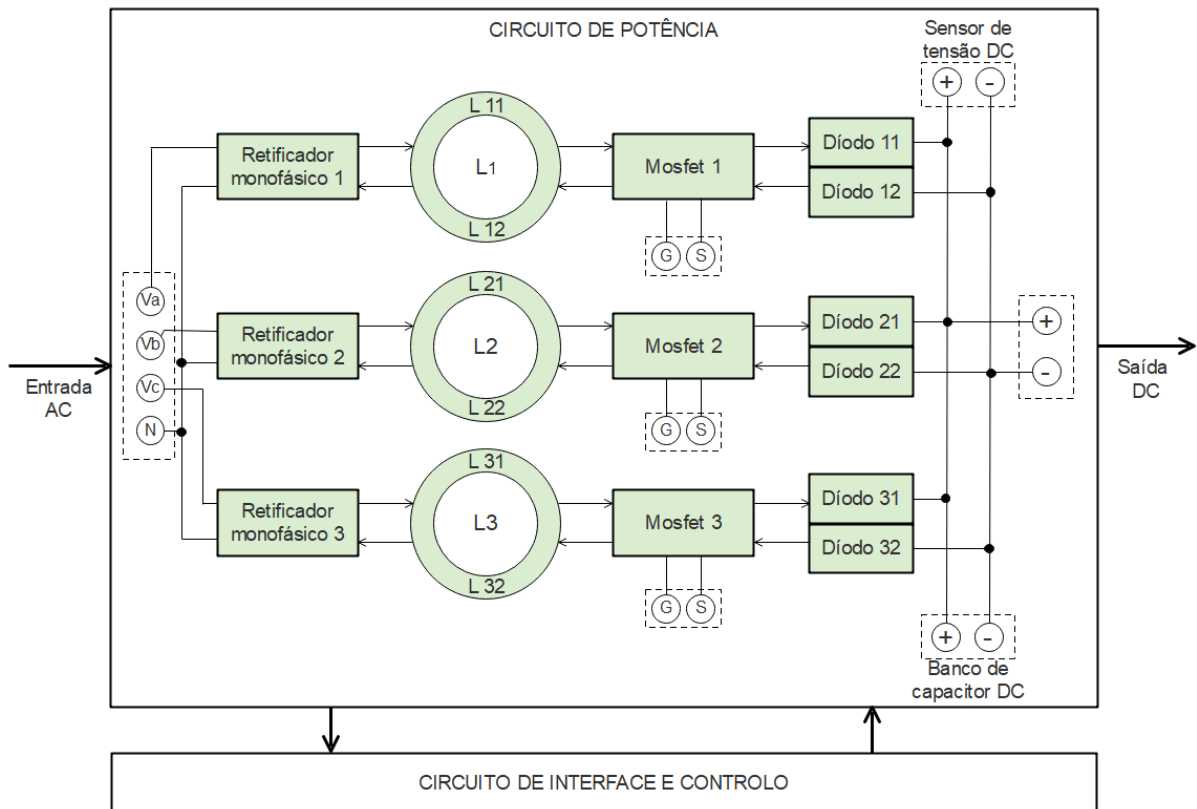 CIRCUITO DE POTÊNCIA
Sensor de
tensão DC
+
-
L 11
Retificador
monofásico 1
L1
Mosfet 1
Díodo 11
Díodo 12
L 12
G
S
Va
Vb
Vc
N
Entrada
AC
L 21
Retificador
monofásico 2
L2
Mosfet 2
Díodo 21
Díodo 22
L 22
G
S
+
-
Saída
DC
L 31
Retificador
monofásico 3
L3
Mosfet 3
Díodo 31
Díodo 32
L 32
G
S
+
-
Banco de
capacitor DC
CIRCUITO DE INTERFACE E CONTROLO